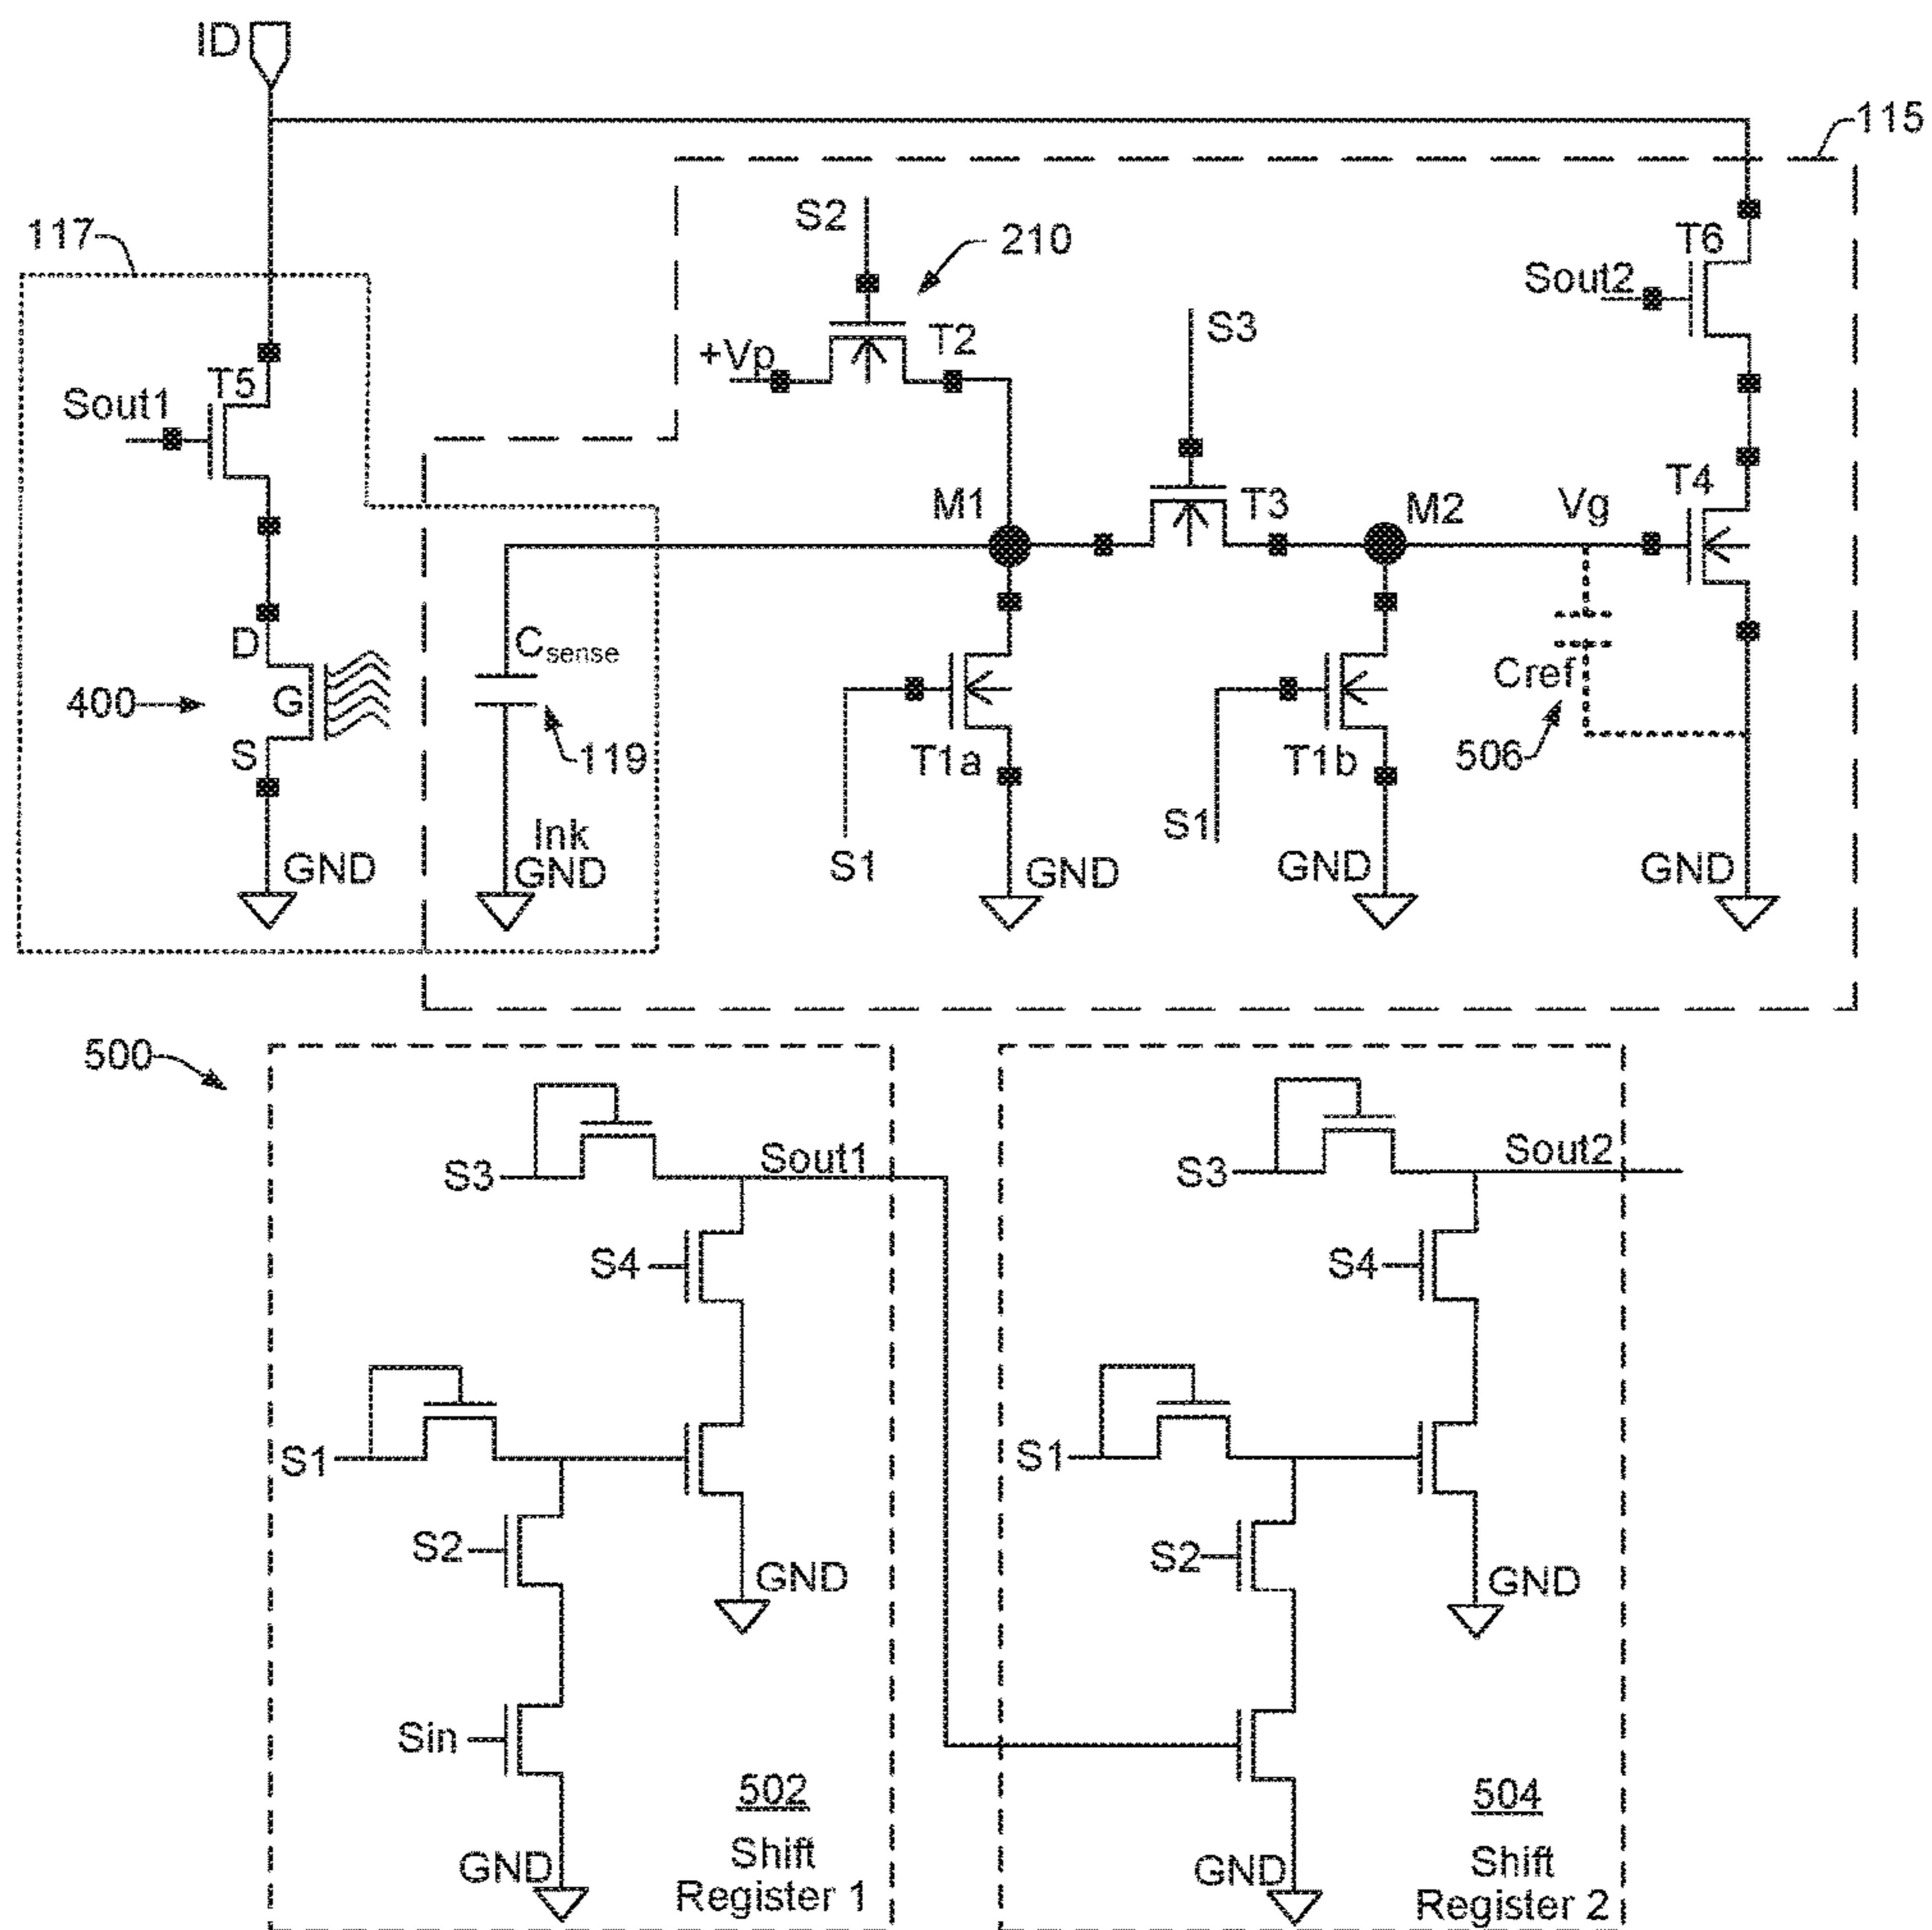 ID
115
S2
210
117
T6
Sout2
S3
+Vp
T2
T5
Sout1
M1
T3
M2
Vg
T4
D
Csense
Cref
400
G
S
119
T1a
T1b
506
S1
S1
Ink
GND
GND
GND
GND
GND
500
S3
Sout1
S3
Sout2
S4
S4
S1
S1
S2
GND
S2
GND
Sin
502
Shift
Register 1
GND
504
Shift
Register 2
GND